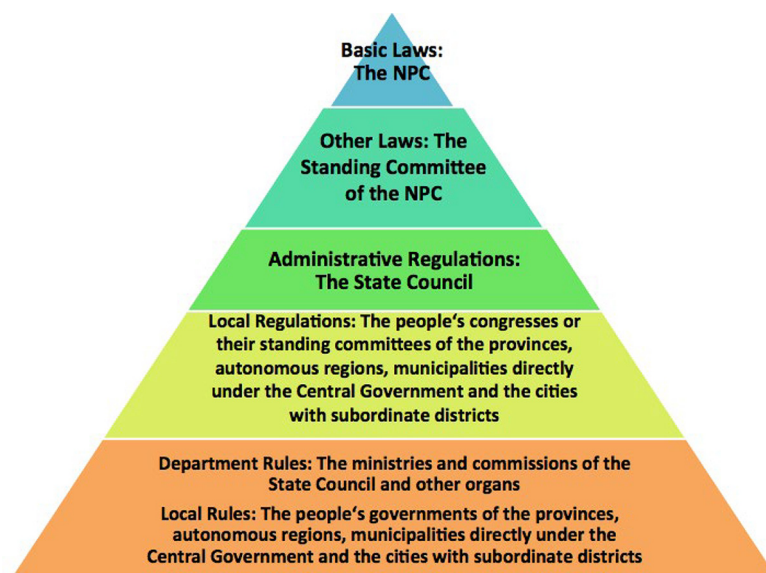 Basic Laws:
The NPC
Other Laws: The
Standing Committee
of the NPC
Administrative Regulations:
The State Council
Local Regulations: The people‘s congresses or
their standing committees of the provinces,
autonomous regions, municipalities directly
under the Central Government and the cities
with subordinate districts
Department Rules: The ministries and commissions of the
State Council and other organs
Local Rules: The people‘s governments of the provinces,
autonomous regions, municipalities directly under the
Central Government and the cities with subordinate districts